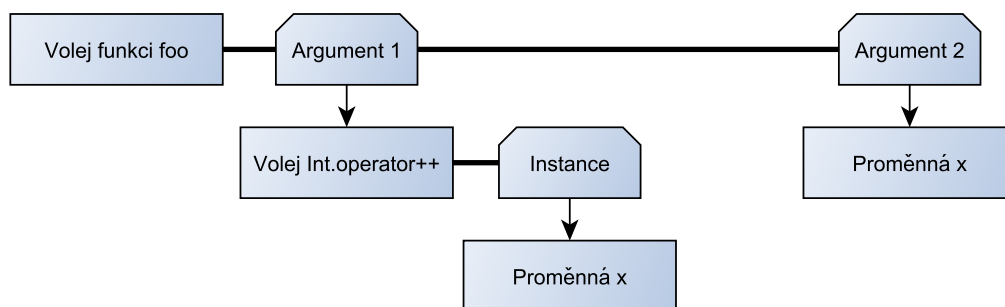 Volej funkci foo
Argument 1
Argument 2
Volej Int.operator++
Instance
Proměnná x
Proměnná x